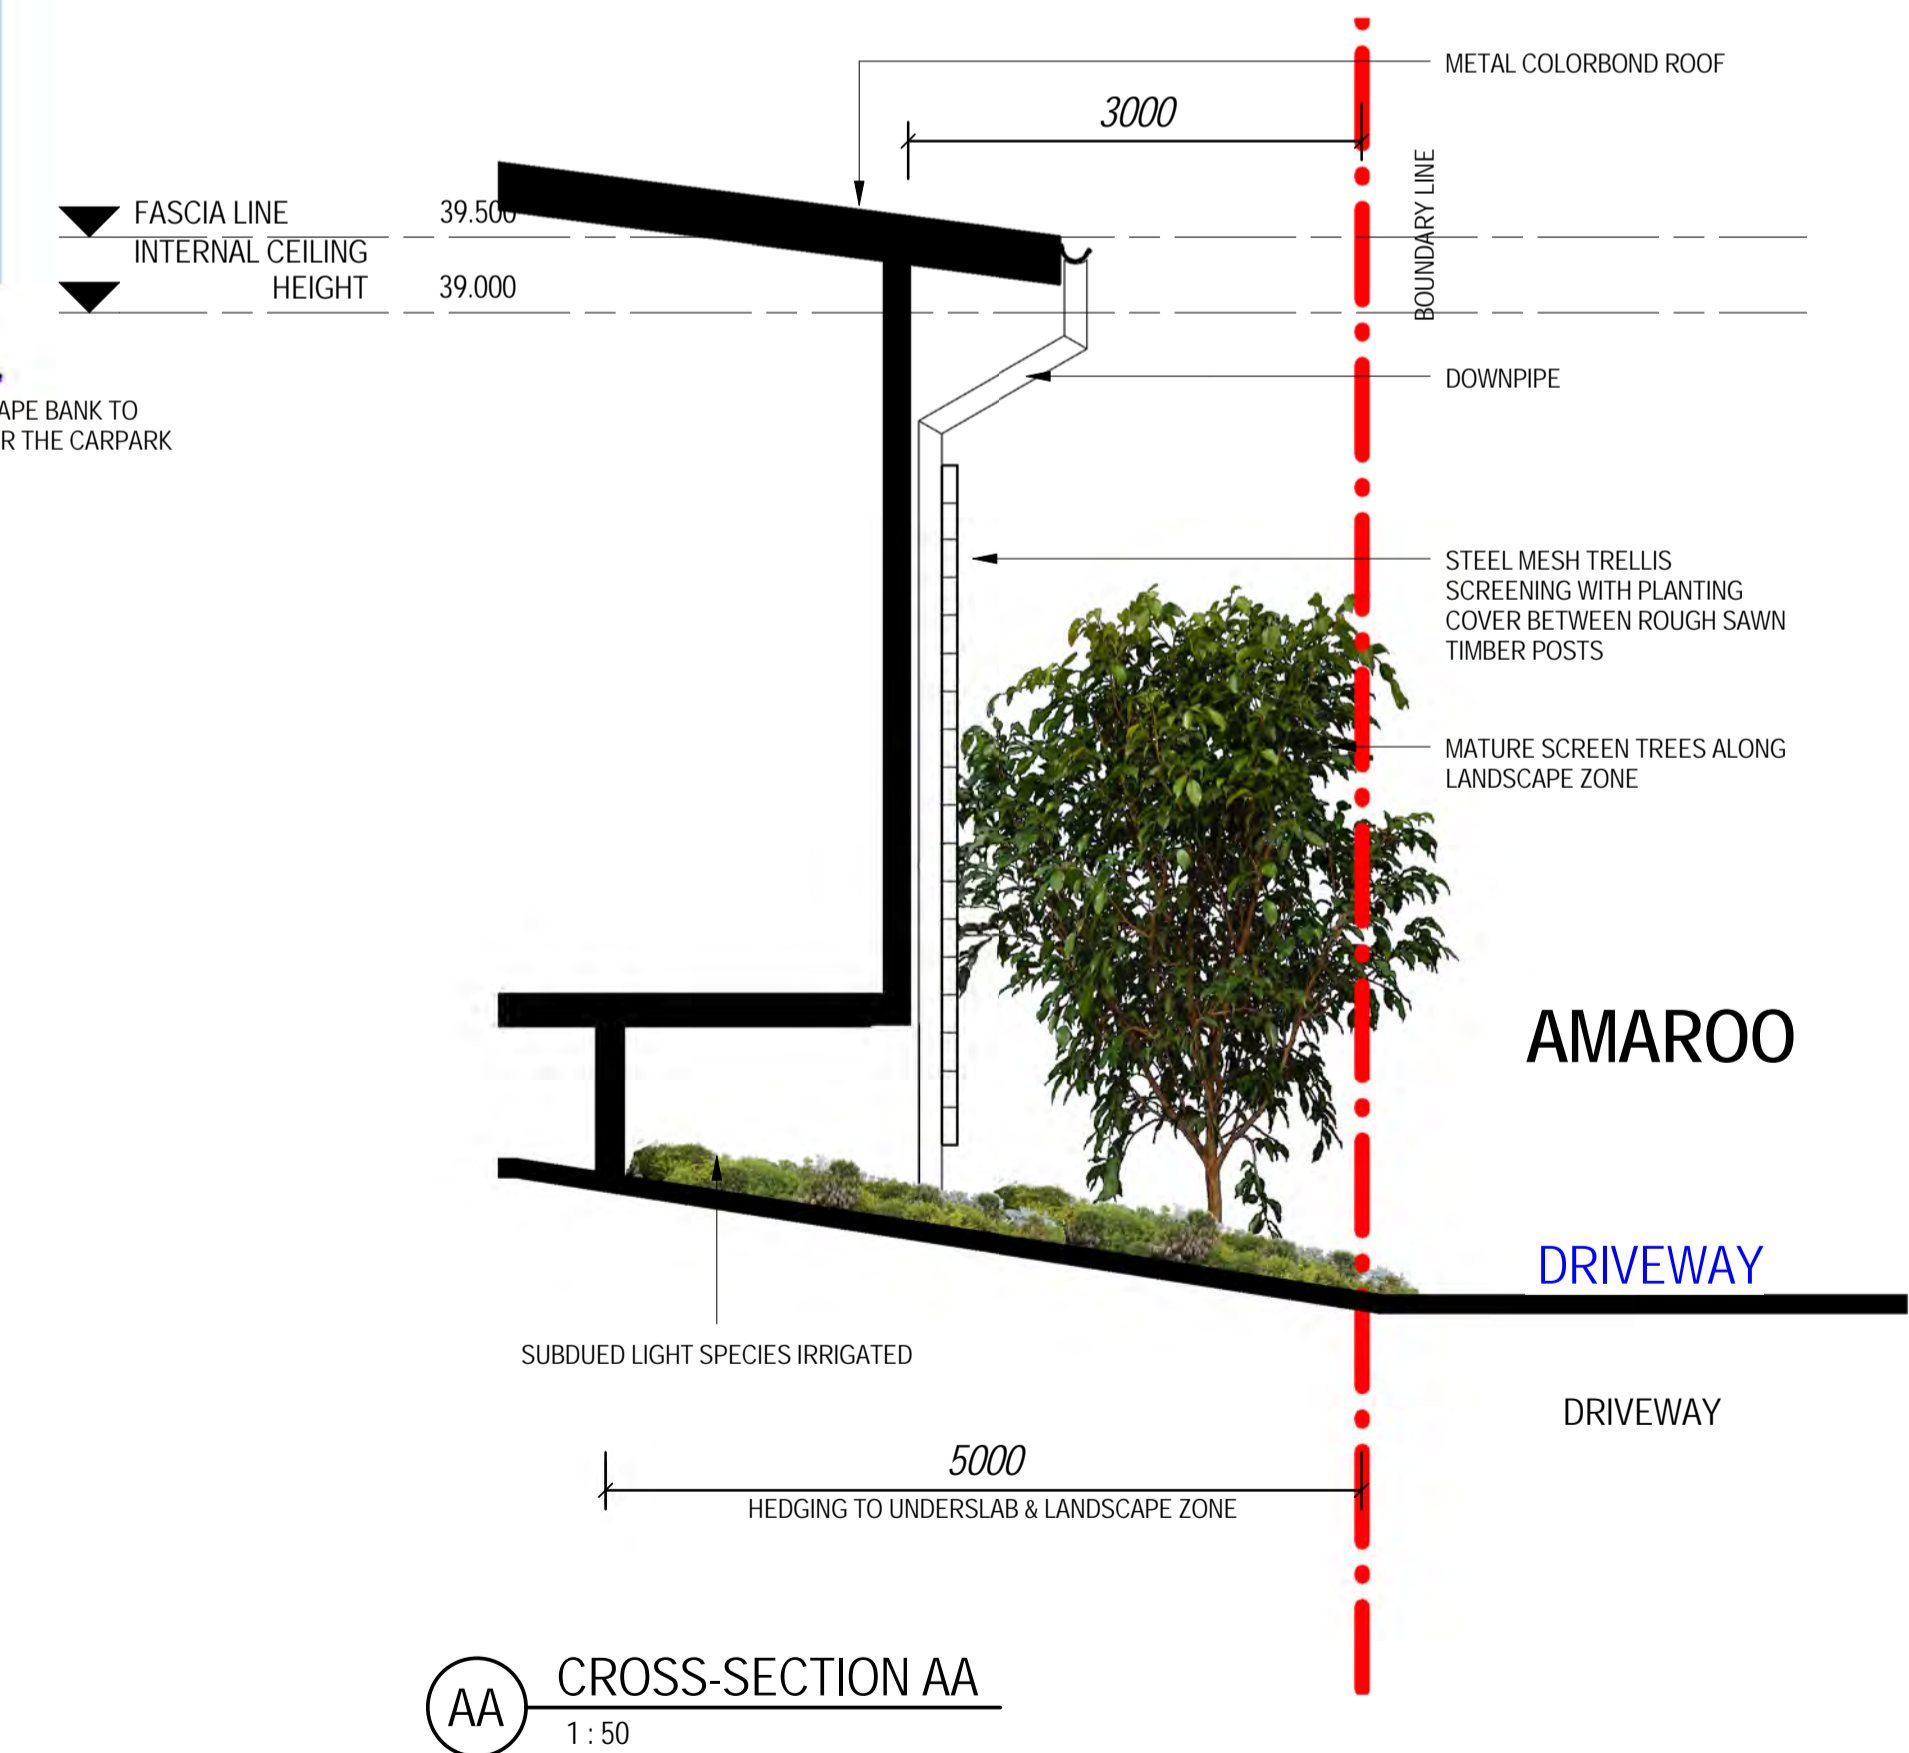 METAL COLORBOND ROOF
3000
BOUNDARY LINE
FASCIA LINE 39.500
INTERNAL CEILING
HEIGHT 39.000
DOWNPIPE
APE BANK TO
R THE CARPARK
STEEL MESH TRELLIS
SCREENING WITH PLANTING
COVER BETWEEN ROUGH SAWN
TIMBER POSTS
MATURE SCREEN TREES ALONG
LANDSCAPE ZONE
AMAROO
DRIVEWAY
SUBDUED LIGHT SPECIES IRRIGATED
DRIVEWAY
5000
HEDGING TO UNDERSLAB & LANDSCAPE ZONE
AA CROSS-SECTION AA
1 : 50